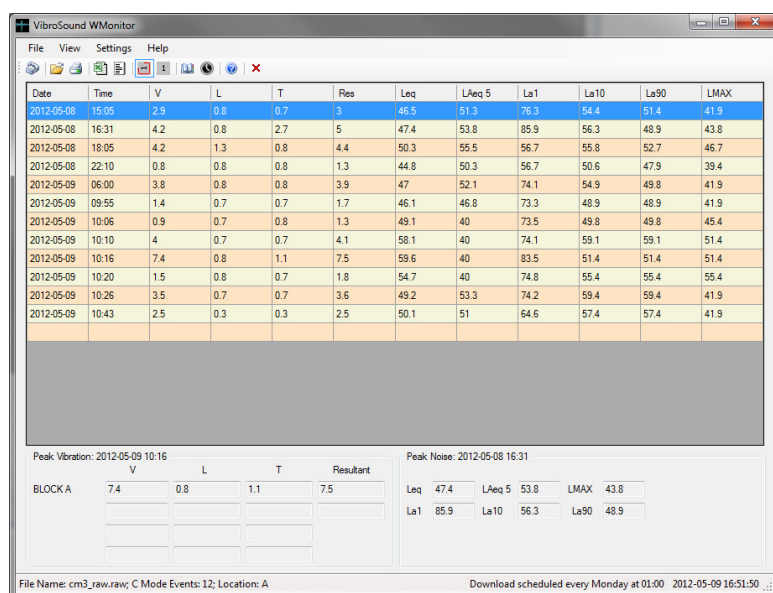 VibroSound WMonitor
File View Settings Help
Date Time V L T Res Leq LAeq 5 La1 La10 La90 LMAX
2012-05-08 15:05 2.9 0.8 0.7 3 46.5 51.3 76.3 54.4 51.4 41.9
2012-05-08 16:31 4.2 0.8 2.7 5 47.4 53.8 85.9 56.3 48.9 43.8
2012-05-08 18:05 4.2 1.3 0.8 4.4 50.3 55.5 56.7 55.8 52.7 46.7
2012-05-08 22:10 0.8 0.8 0.8 1.3 44.8 50.3 56.7 50.6 47.9 39.4
2012-05-09 06:00 3.8 0.8 0.8 3.9 47 52.1 74.1 54.9 49.8 41.9
2012-05-09 09:55 1.4 0.7 0.7 1.7 46.1 46.8 73.3 48.9 48.9 41.9
2012-05-09 10:06 0.9 0.7 0.8 1.3 49.1 40 73.5 49.8 49.8 45.4
2012-05-09 10:10 4 0.7 0.7 4.1 58.1 40 74.1 59.1 59.1 51.4
2012-05-09 10:16 7.4 0.8 1.1 7.5 59.6 40 83.5 51.4 51.4 51.4
2012-05-09 10:20 1.5 0.8 0.7 1.8 54.7 40 74.8 55.4 55.4 55.4
2012-05-09 10:26 3.5 0.7 0.7 3.6 49.2 53.3 74.2 59.4 59.4 41.9
2012-05-09 10:43 2.5 0.3 0.3 2.5 50.1 51 64.6 57.4 57.4 41.9
Peak Vibration: 2012-05-09 10:16
V L T Resultant
BLOCK A 7.4 0.8 1.1 7.5
Peak Noise: 2012-05-08 16:31
Leq 47.4 LAeq 5 53.8 LMAX 43.8
La1 85.9 La10 56.3 La90 48.9
File Name: cm3_raw.raw; C Mode Events: 12; Location: A
Download scheduled every Monday at 01:00 2012-05-09 16:51:50